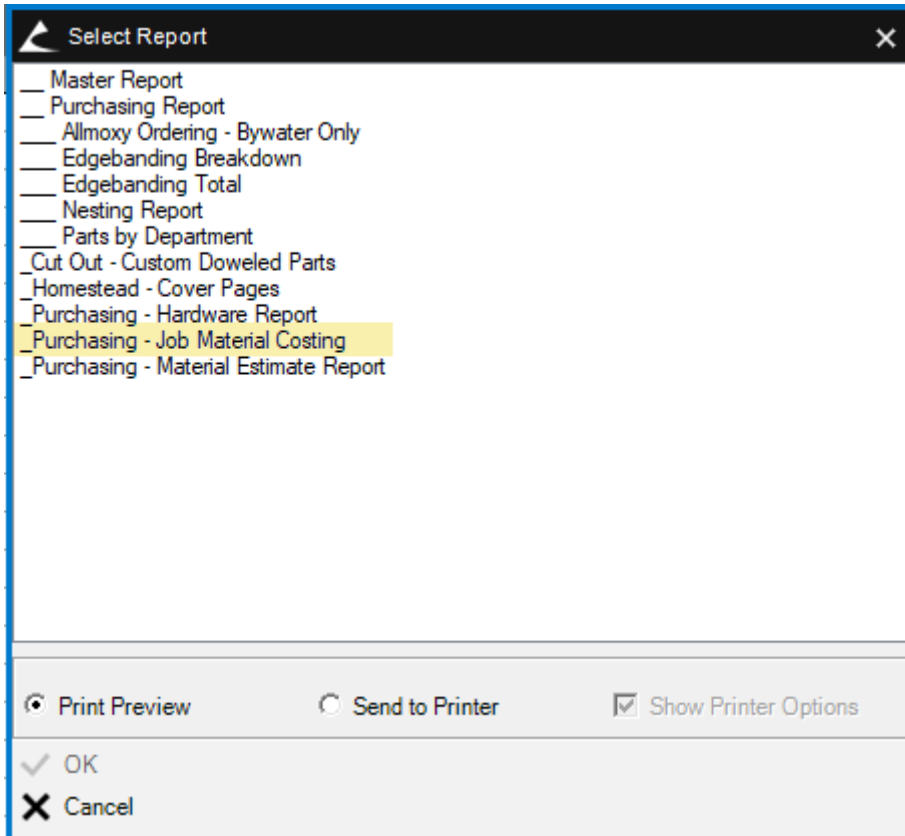 Select Report
__ Master Report
__ Purchasing Report
___ Allmoxy Ordering - Bywater Only
___ Edgebanding Breakdown
___ Edgebanding Total
___ Nesting Report
___ Parts by Department
_Cut Out - Custom Doweled Parts
_Homestead - Cover Pages
_Purchasing - Hardware Report
_Purchasing - Job Material Costing
_Purchasing - Material Estimate Report
Print Preview Send to Printer Show Printer Options
OK
Cancel